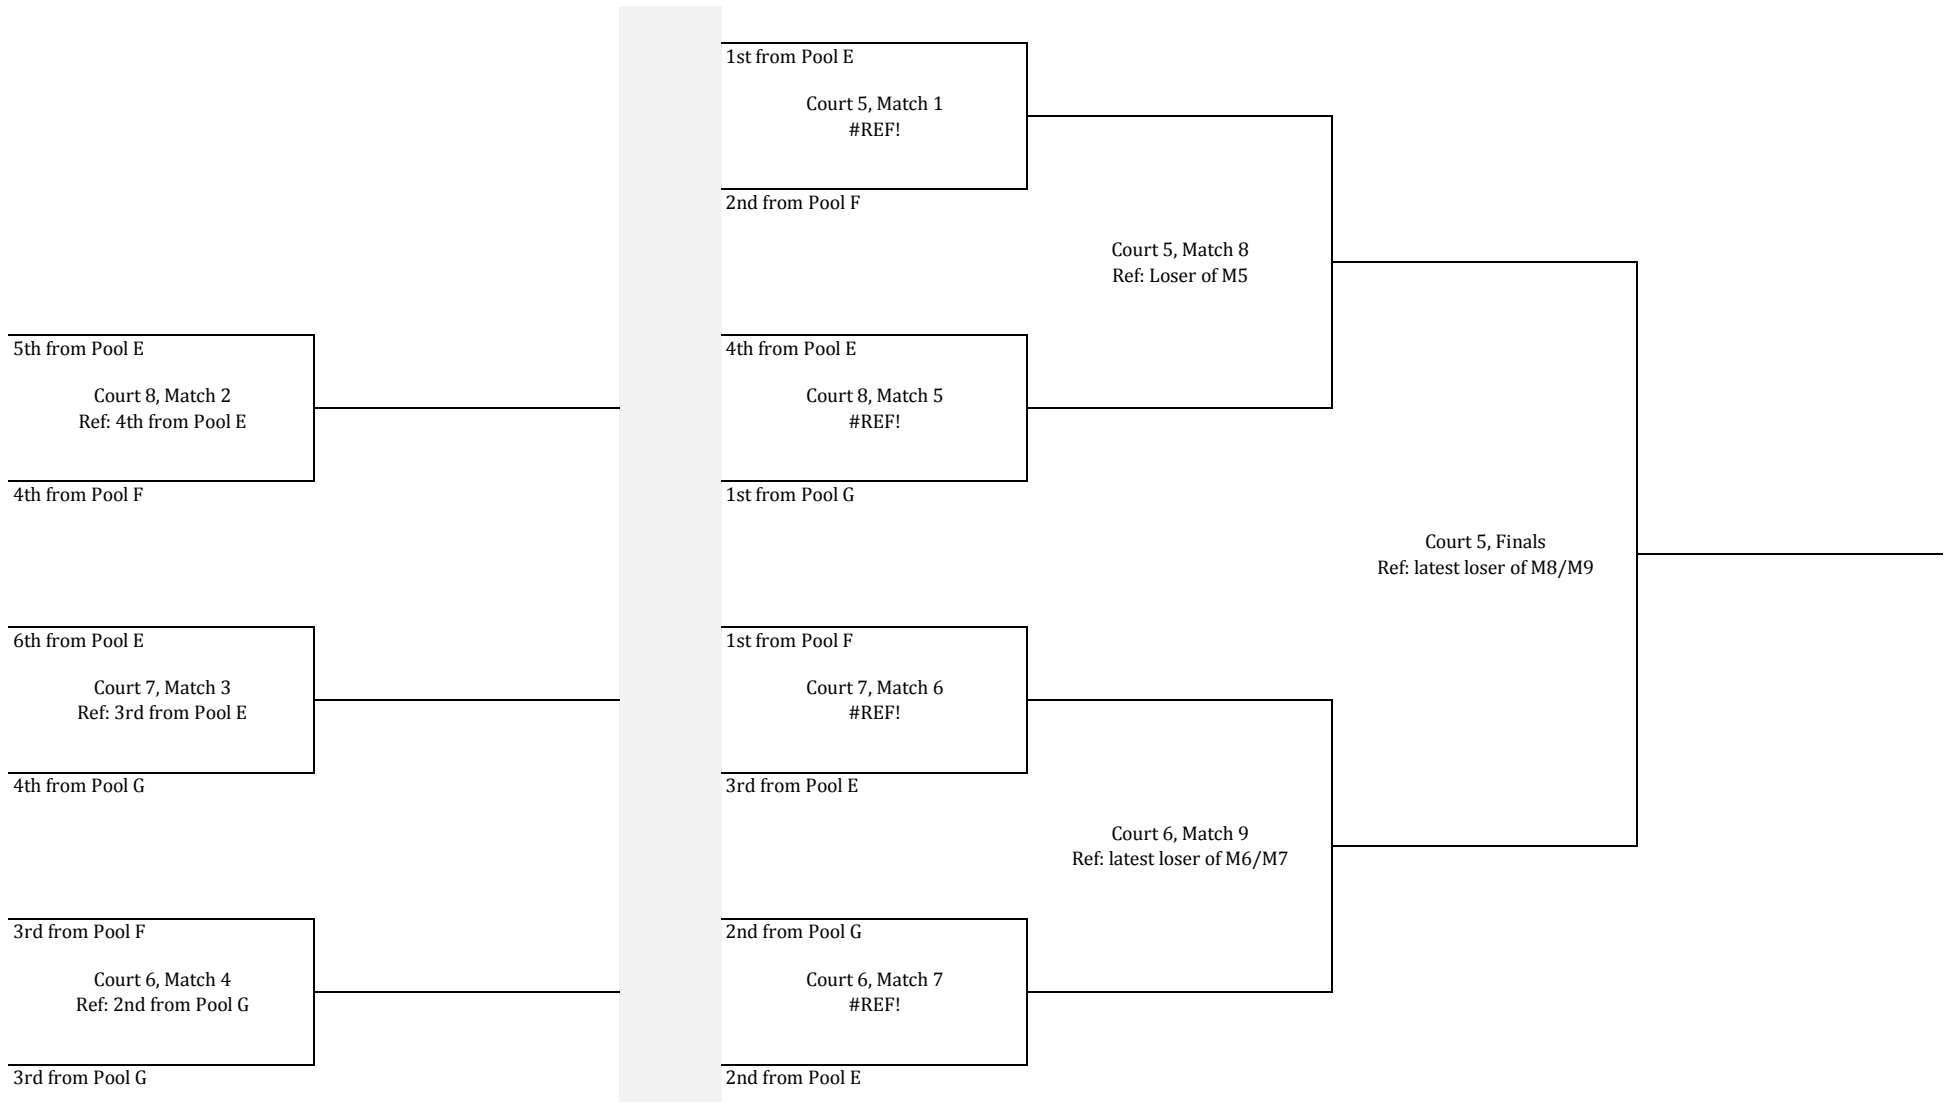 1st from Pool E
Court 5, Match 1
#REF!
2nd from Pool F
Court 5, Match 8
Ref: Loser of M5
5th from Pool E
Court 8, Match 2
Ref: 4th from Pool E
4th from Pool F
4th from Pool E
Court 8, Match 5
#REF!
1st from Pool G
Court 5, Finals
Ref: latest loser of M8/M9
6th from Pool E
Court 7, Match 3
Ref: 3rd from Pool E
4th from Pool G
1st from Pool F
Court 7, Match 6
#REF!
3rd from Pool E
Court 6, Match 9
Ref: latest loser of M6/M7
3rd from Pool F
Court 6, Match 4
Ref: 2nd from Pool G
3rd from Pool G
2nd from Pool G
Court 6, Match 7
#REF!
2nd from Pool E